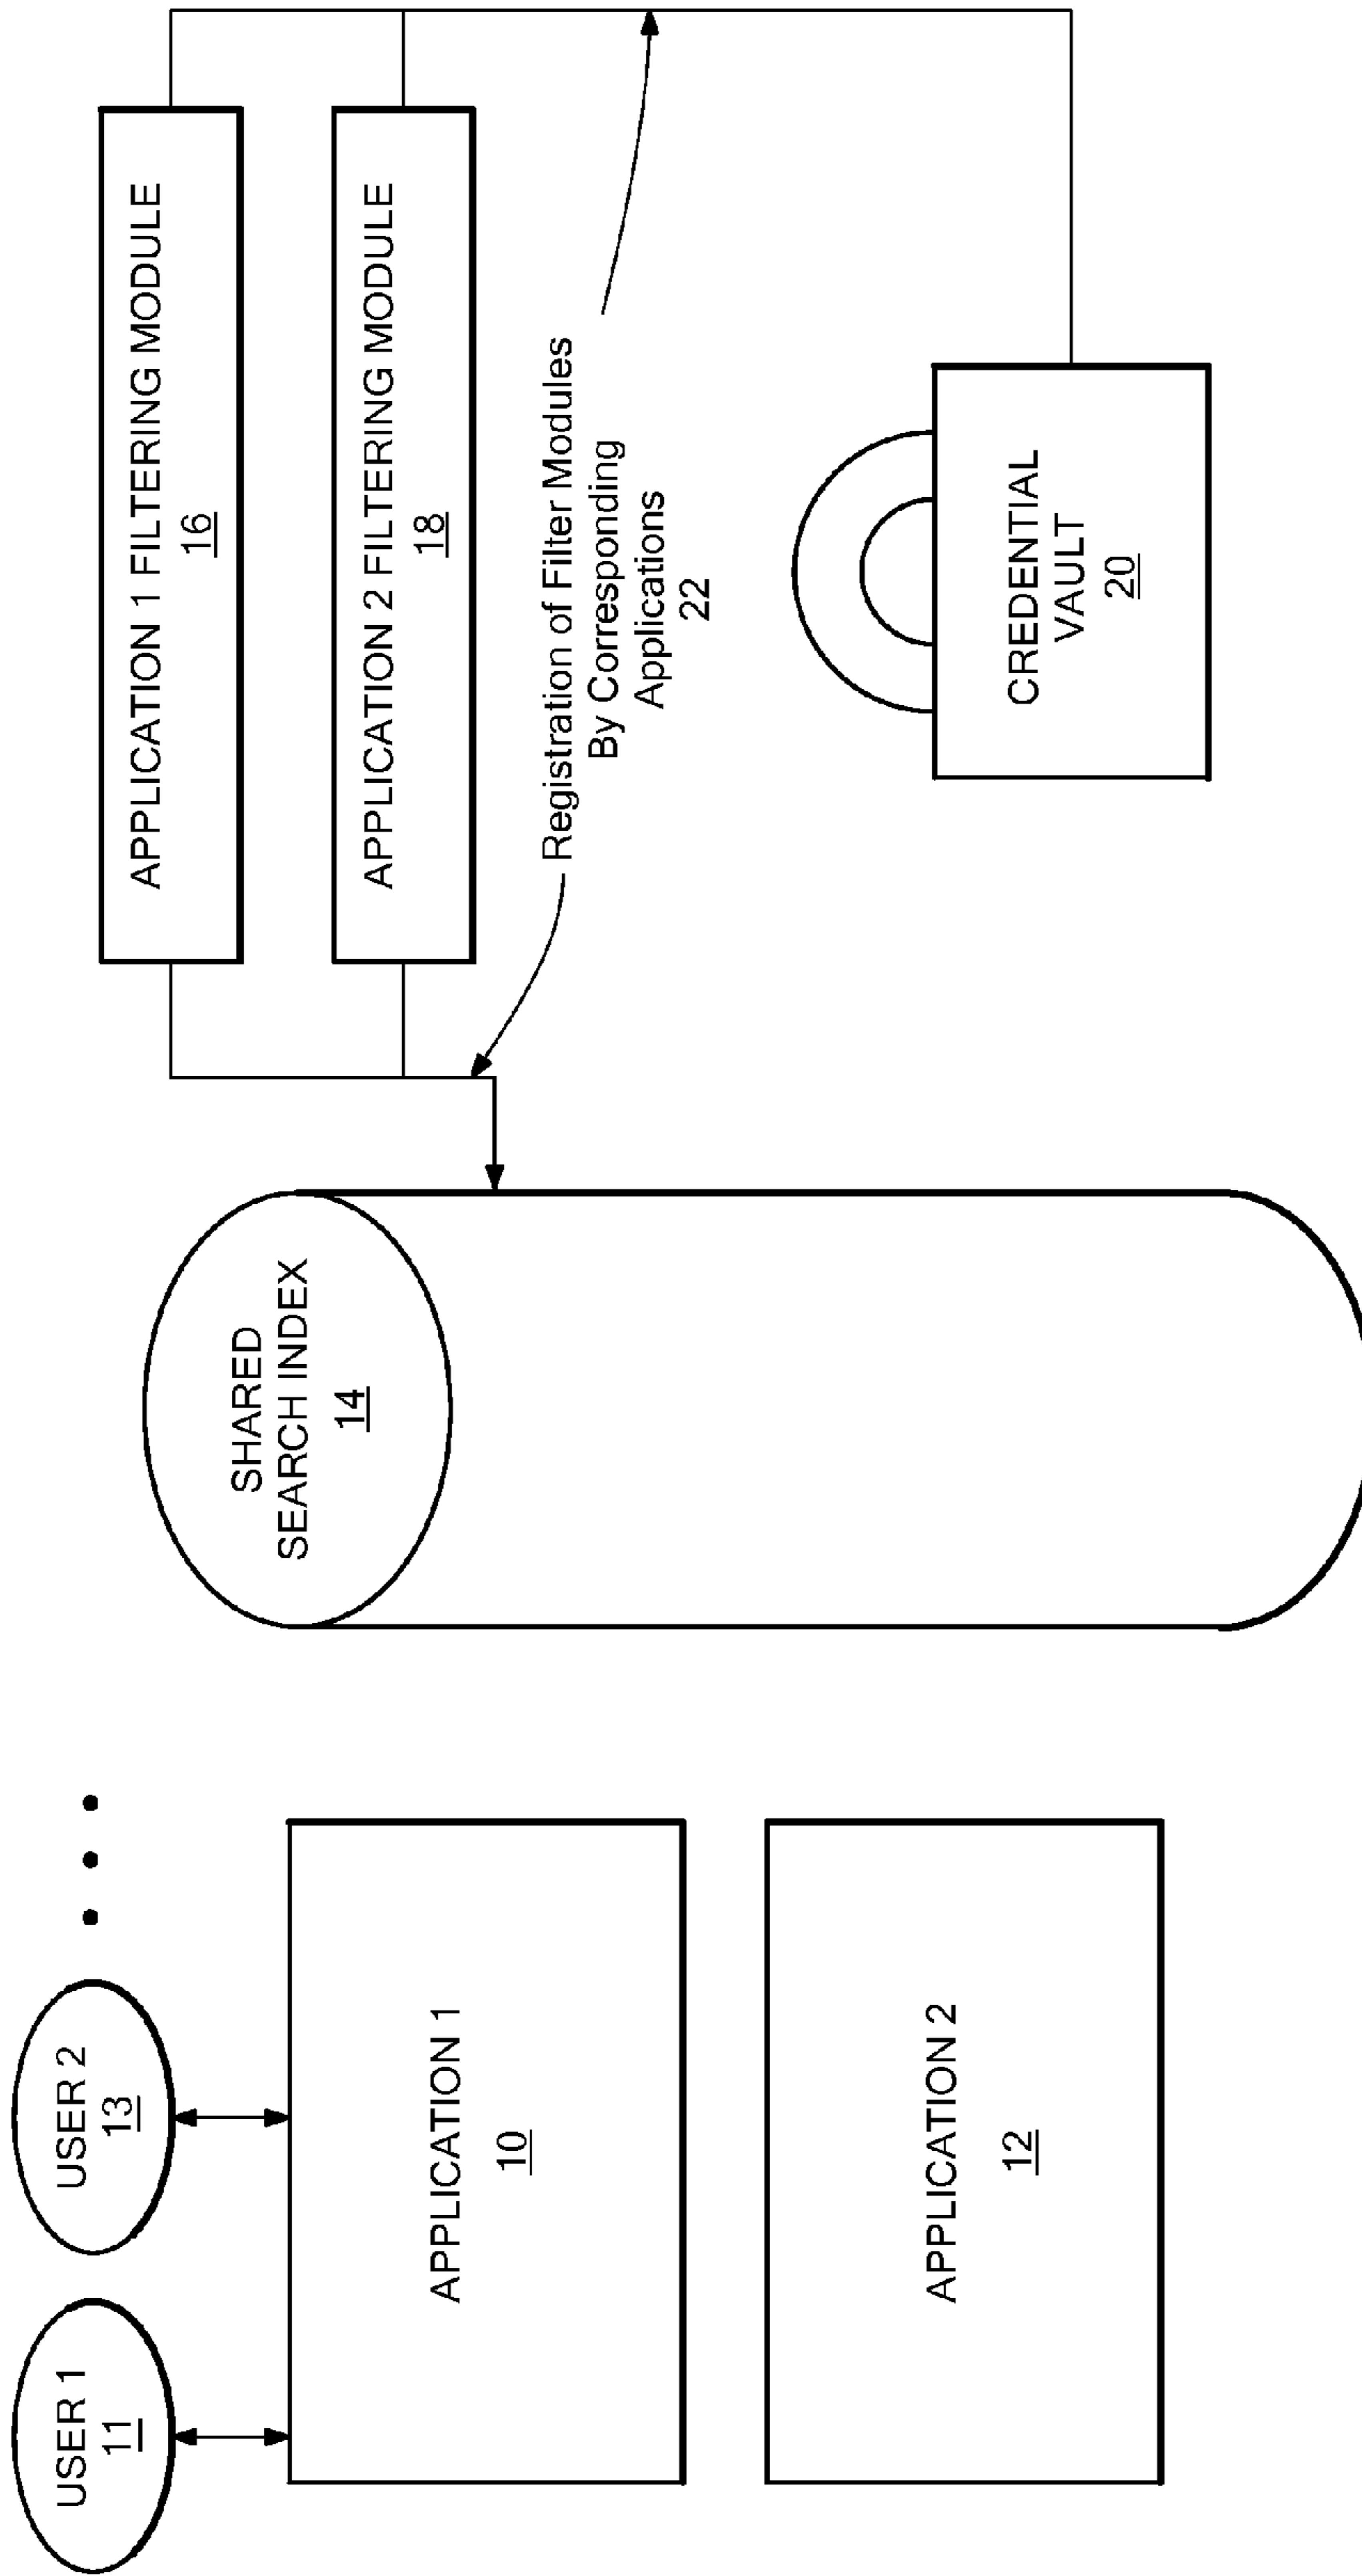 USER 1
11
USER 2
13
APPLICATION 1
10
APPLICATION 2
12
SHARED
SEARCH INDEX
14
APPLICATION 1 FILTERING MODULE
16
APPLICATION 2 FILTERING MODULE
18
Registration of Filter Modules
By Corresponding
Applications
22
CREDENTIAL
VAULT
20